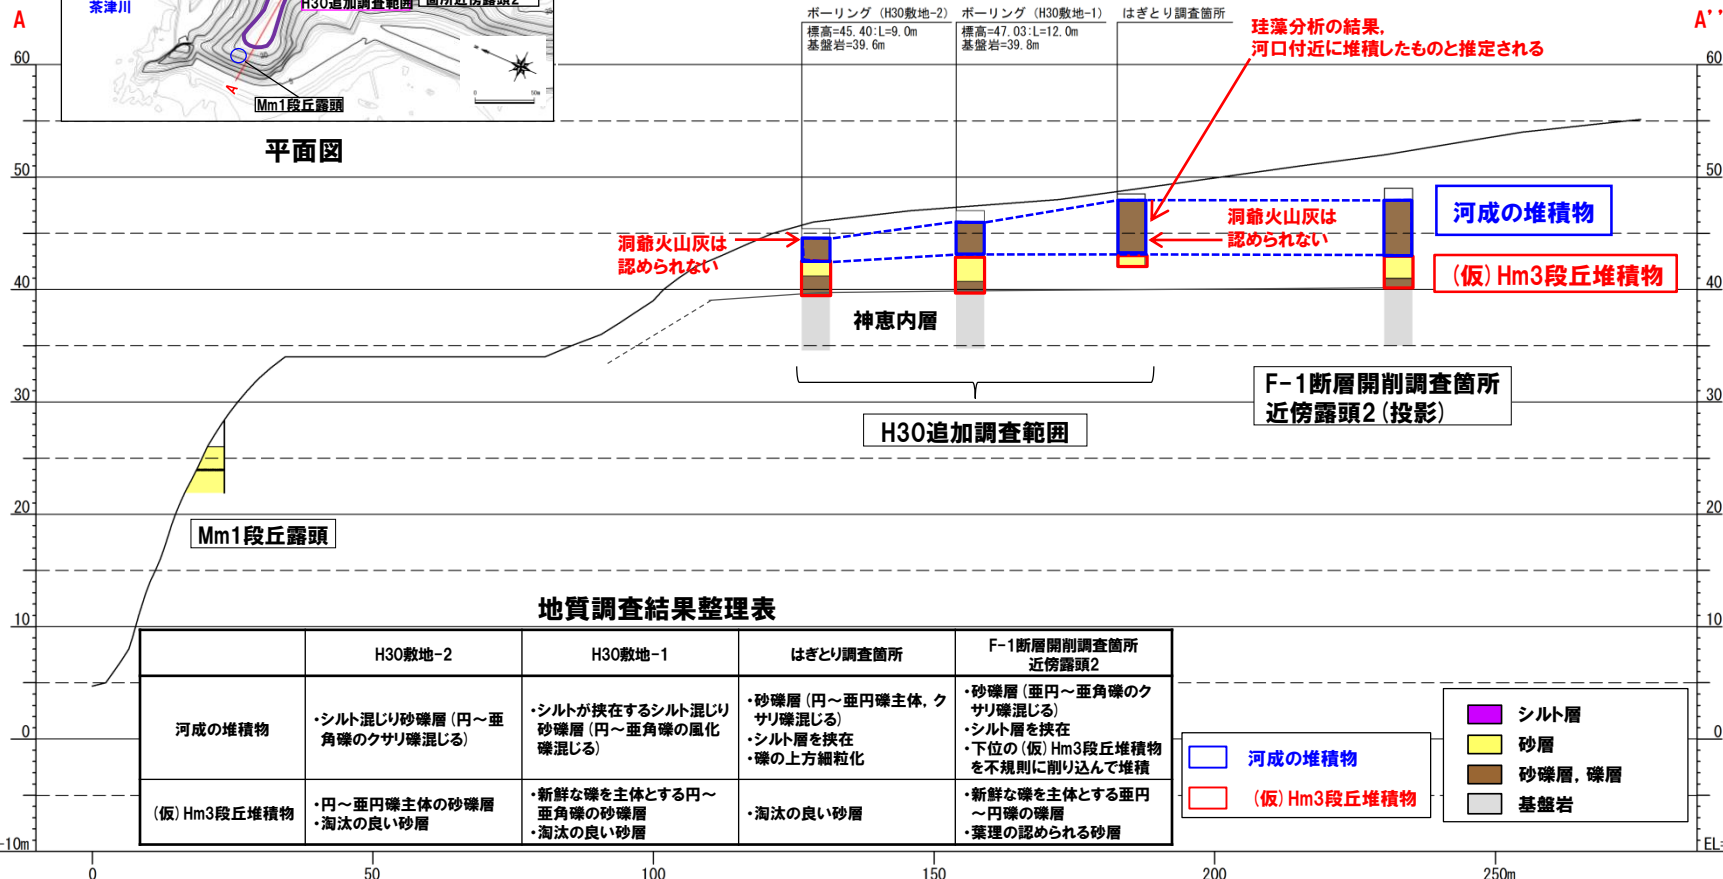 茶津川
H30追加調査範囲
箇所近傍露頭2
A
Mm1段丘露頭
50m
平面図
A
A''
ボーリング (H30敷地-2)
標高=45.40:L=9.0m
基盤岩=39.6m
ボーリング (H30敷地-1)
標高=47.03:L=12.0m
基盤岩=39.8m
はぎとり調査箇所
珪藻分析の結果,
河口付近に堆積したものと推定される
洞爺火山灰は
認められない
洞爺火山灰は
認められない
河成の堆積物
(仮)Hm3段丘堆積物
神恵内層
H30追加調査範囲
F-1断層開削調査箇所
近傍露頭2(投影)
Mm1段丘露頭
60
50
40
30
20
10
0
-10m
60
50
40
30
20
10
0
EL:
地質調査結果整理表
H30敷地-2
H30敷地-1
はぎとり調査箇所
F-1断層開削調査箇所
近傍露頭2
河成の堆積物
・シルト混じり砂礫層(円～亜
角礫のクサリ礫混じる)
・シルトが挟在するシルト混じり
砂礫層(円～亜角礫の風化
礫混じる)
・砂礫層(円～亜円礫主体, ク
サリ礫混じる)
・シルト層を挟在
・礫の上方細粒化
・砂礫層(亜円～亜角礫のク
サリ礫混じる)
・シルト層を挟在
・下位の(仮)Hm3段丘堆積物
を不規則に削り込んで堆積
(仮)Hm3段丘堆積物
・円～亜円礫主体の砂礫層
・淘汰の良い砂層
・新鮮な礫を主体とする円～
亜角礫の砂礫層
・淘汰の良い砂層
・淘汰の良い砂層
・新鮮な礫を主体とする亜円
～円礫の礫層
・葉理の認められる砂層
河成の堆積物
(仮)Hm3段丘堆積物
シルト層
砂層
砂礫層, 礫層
基盤岩
0
50
100
150
200
250m